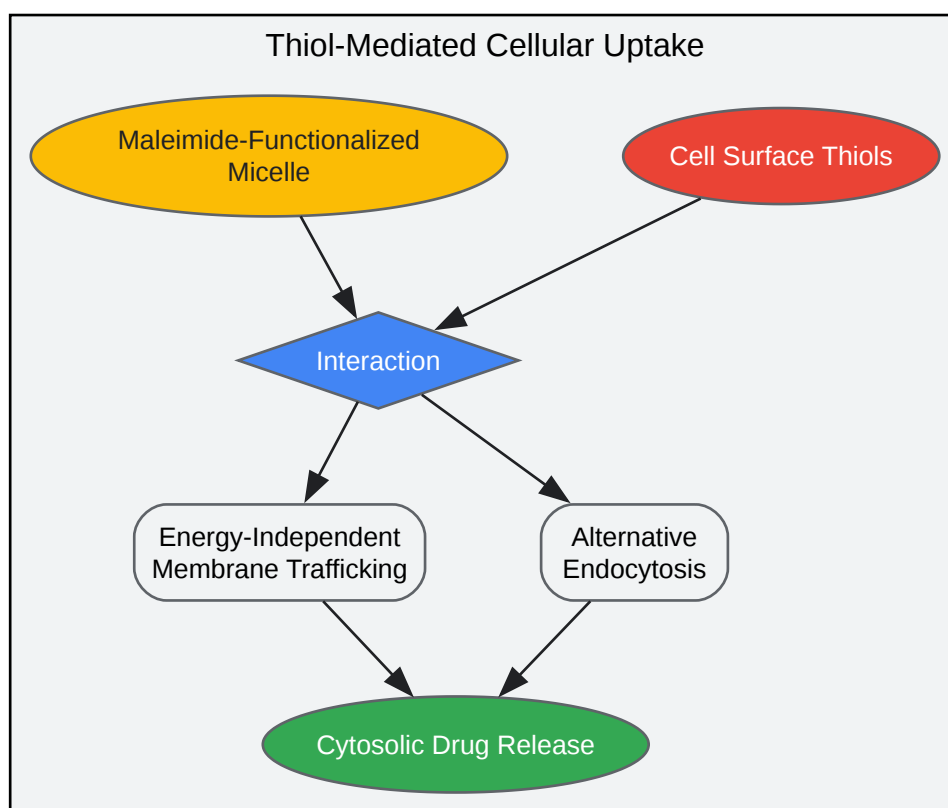 Thiol-Mediated Cellular Uptake
Maleimide-Functionalized
Micelle
Cell Surface Thiols
Interaction
Energy-Independent
Membrane Trafficking
Alternative
Endocytosis
Cytosolic Drug Release